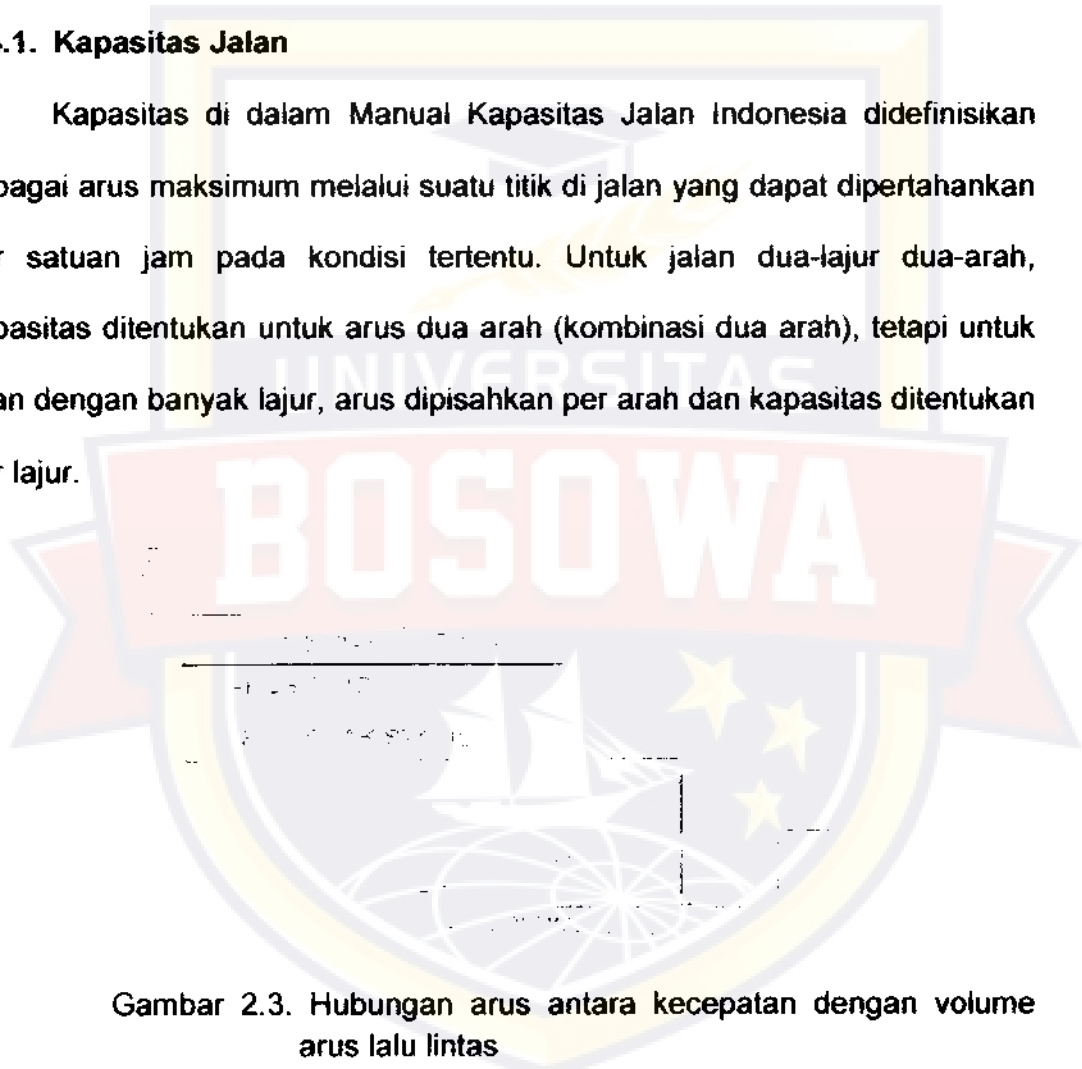 .1. Kapasitas Jalan
Kapasitas di dalam Manual Kapasitas Jalan Indonesia didefinisikan
bagai arus maksimum melalui suatu titik di jalan yang dapat dipertahankan
r satuan jam pada kondisi tertentu. Untuk jalan dua-lajur dua-arah,
pasitas ditentukan untuk arus dua arah (kombinasi dua arah), tetapi untuk
an dengan banyak lajur, arus dipisahkan per arah dan kapasitas ditentukan
r lajur.
UNIVERSITAS
BOSOWA
Gambar 2.3. Hubungan arus antara kecepatan dengan volume
arus lalu lintas